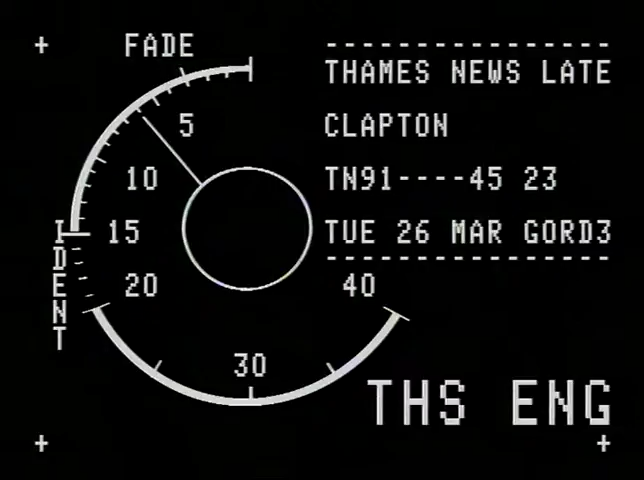 FADE
THAMES NEWS LATE
CLAPTON
TN91----45 23
TUE 26 MAR GORD3
5
10
15
20
30
40
IDENT
THS ENG